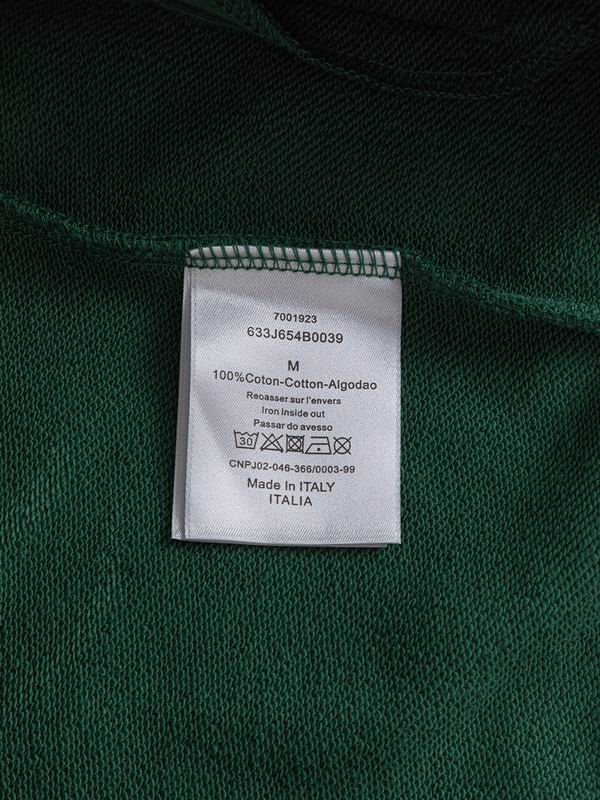 7001923
633J654B0039
M
100%Coton-Cotton-Algodao
Reoasser sur l'envers
Iron inside out
Passar do avesso
30
CNPJ02-046-366/0003-99
Made In ITALY
ITALIA